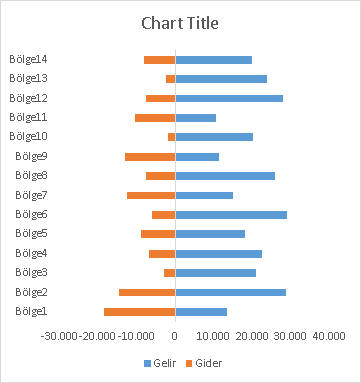 Chart Title
Bölge14
Bölge13
Bölge12
Bölge11
Bölge10
Bölge9
Bölge8
Bölge7
Bölge6
Bölge5
Bölge4
Bölge3
Bölge2
Bölge1
-30.000 -20.000 -10.000 0 10.000 20.000 30.000 40.000
Gelir Gider